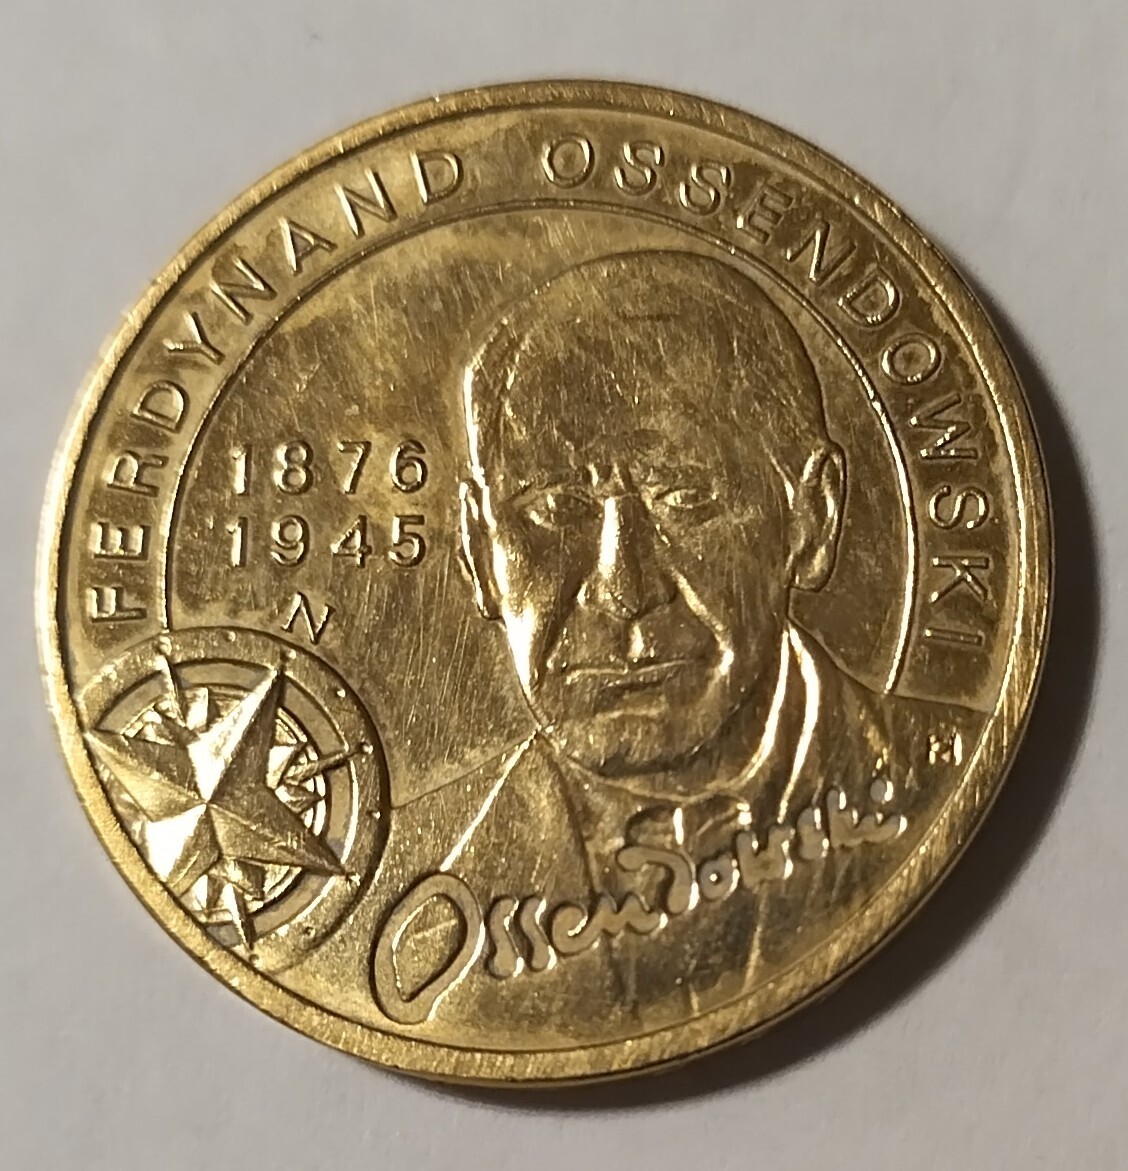 FERDYNAND OSSENDOWSKI
1876
1945
N
Ossendowski